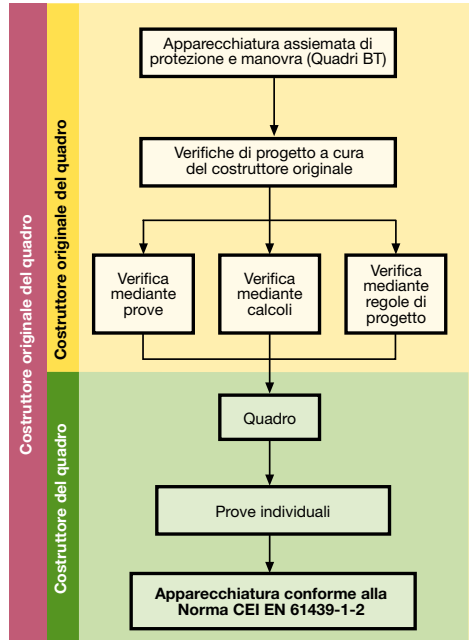 Costruttore originale del quadro
Costruttore originale del quadro
Apparecchiatura assiemata di
protezione e manovra (Quadri BT)
Verifiche di progetto a cura
del costruttore originale
Verifica
mediante
prove
Verifica
mediante
calcoli
Verifica
mediante
regole di
progetto
Costruttore del quadro
Quadro
Prove individuali
Apparecchiatura conforme alla
Norma CEI EN 61439-1-2